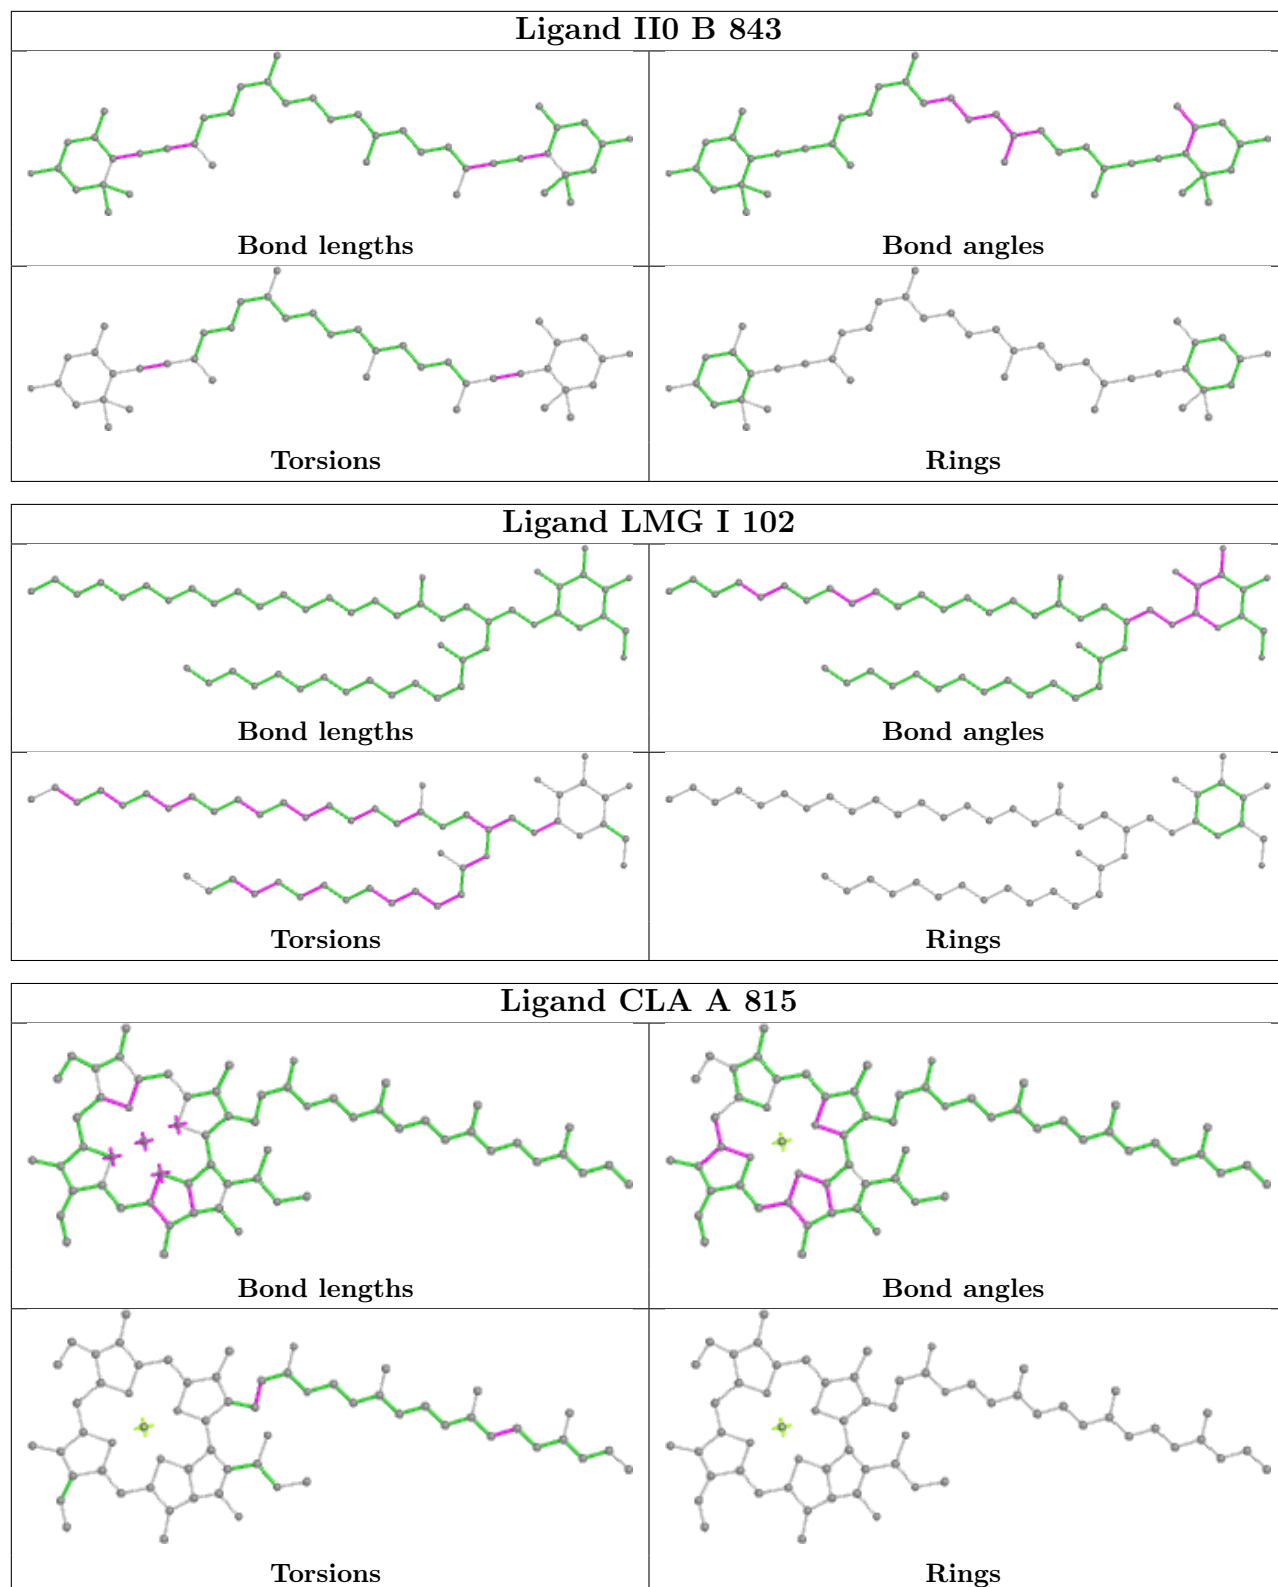 Ligand II0 B 843
Bond lengths
Bond angles
Torsions
Rings
Ligand LMG I 102
Bond lengths
Bond angles
Torsions
Rings
Ligand CLA A 815
Bond lengths
Bond angles
Torsions
Rings